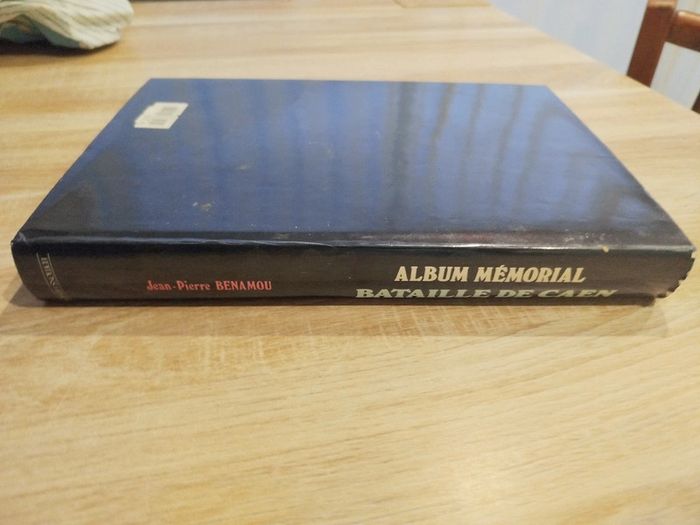 Jean-Pierre BENAMOU
ALBUM MÉMORIAL
BATAILLE DE CAEN